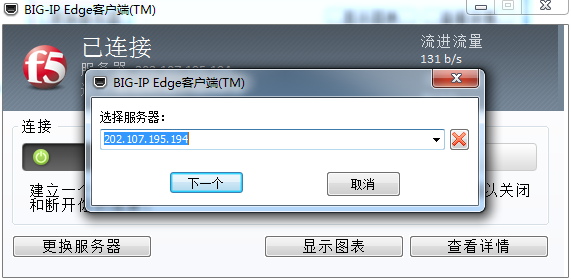 BIG-IP Edge客户端(TM)
f5
已连接
流进流量
131 b/s
BIG-IP Edge客户端(TM)
选择服务器：
202.107.195.194
下一个
取消
连接
建立一个
以关闭
和断开
更换服务器
显示图表
查看详情